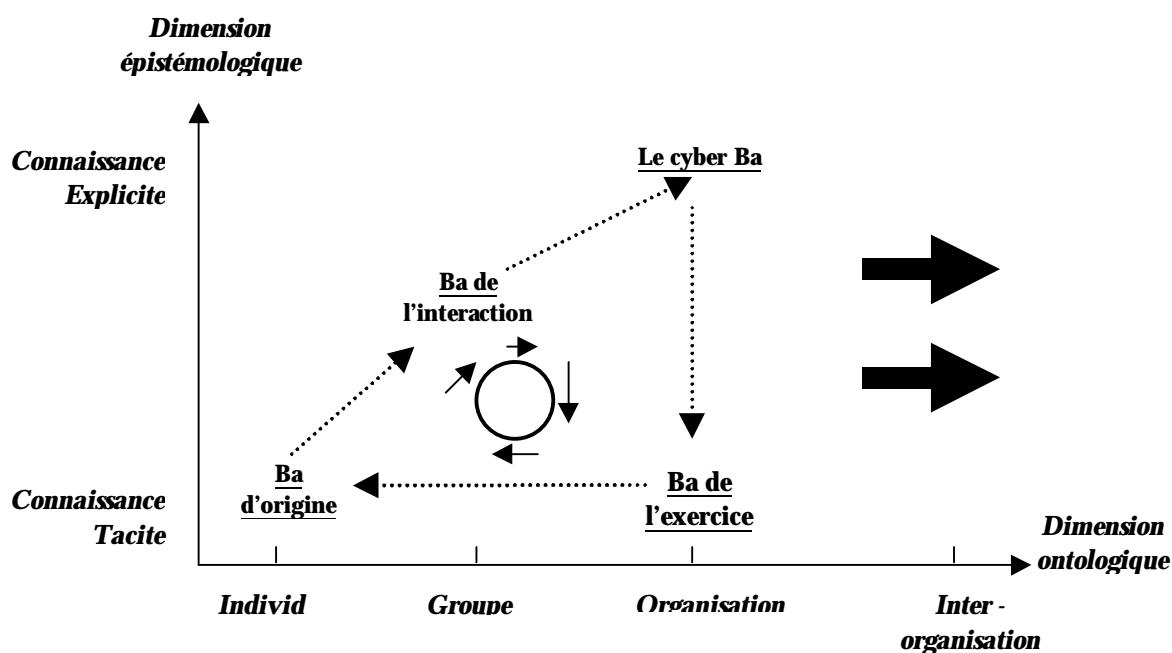 Dimension
épistémologique
Connaissance
Explicite
Le cyber Ba
Ba de
l'interaction
Ba
d'origine
Ba de
l'exercice
Connaissance
Tacite
Dimension
ontologique
Individ
Groupe
Organisation
Inter -
organisation